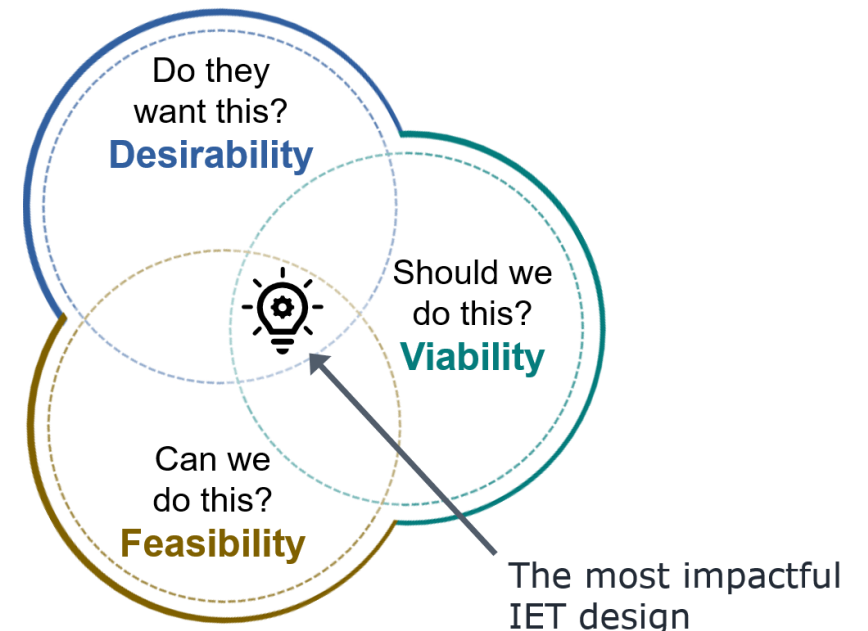 Do they
want this?
Desirability
Should we
do this?
Viability
Can we
do this?
Feasibility
The most impactful
IET design